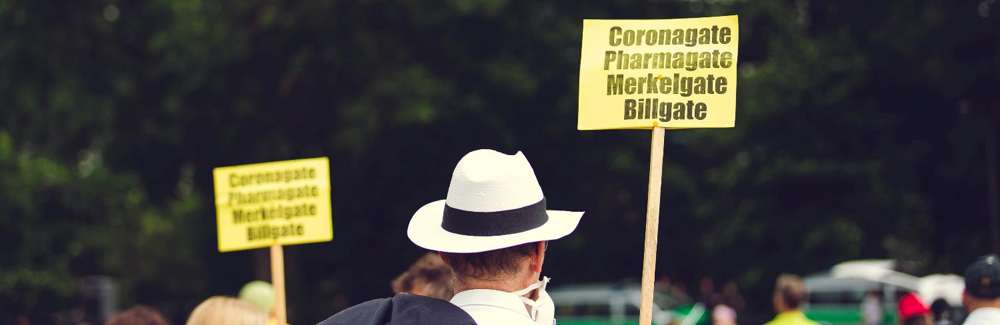 Coronagate
Pharmagate
Merkelgate
Billgate
Coronagate
Pharmagate
Merkelgate
Billgate